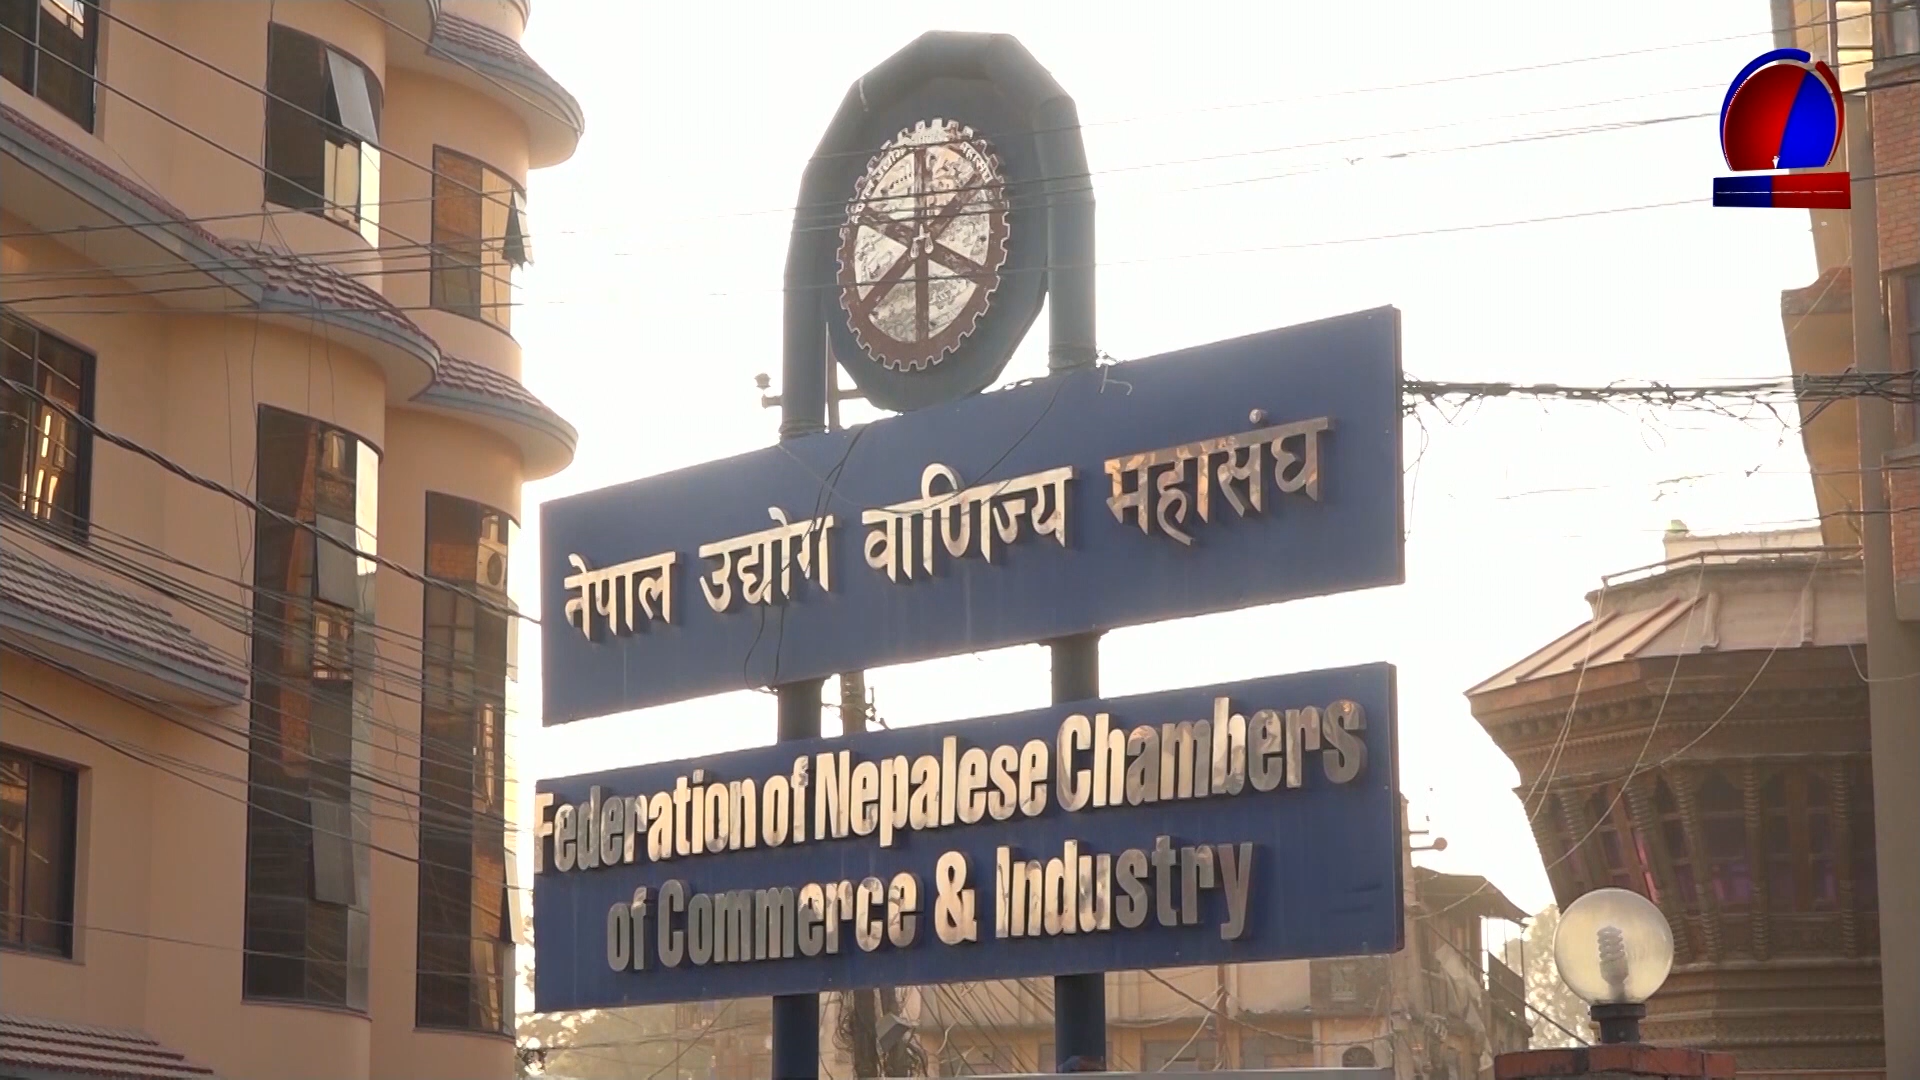 नेपाल उद्योग वाणिज्य महासंघ
Federation of Nepalese Chambers
of Commerce & Industry